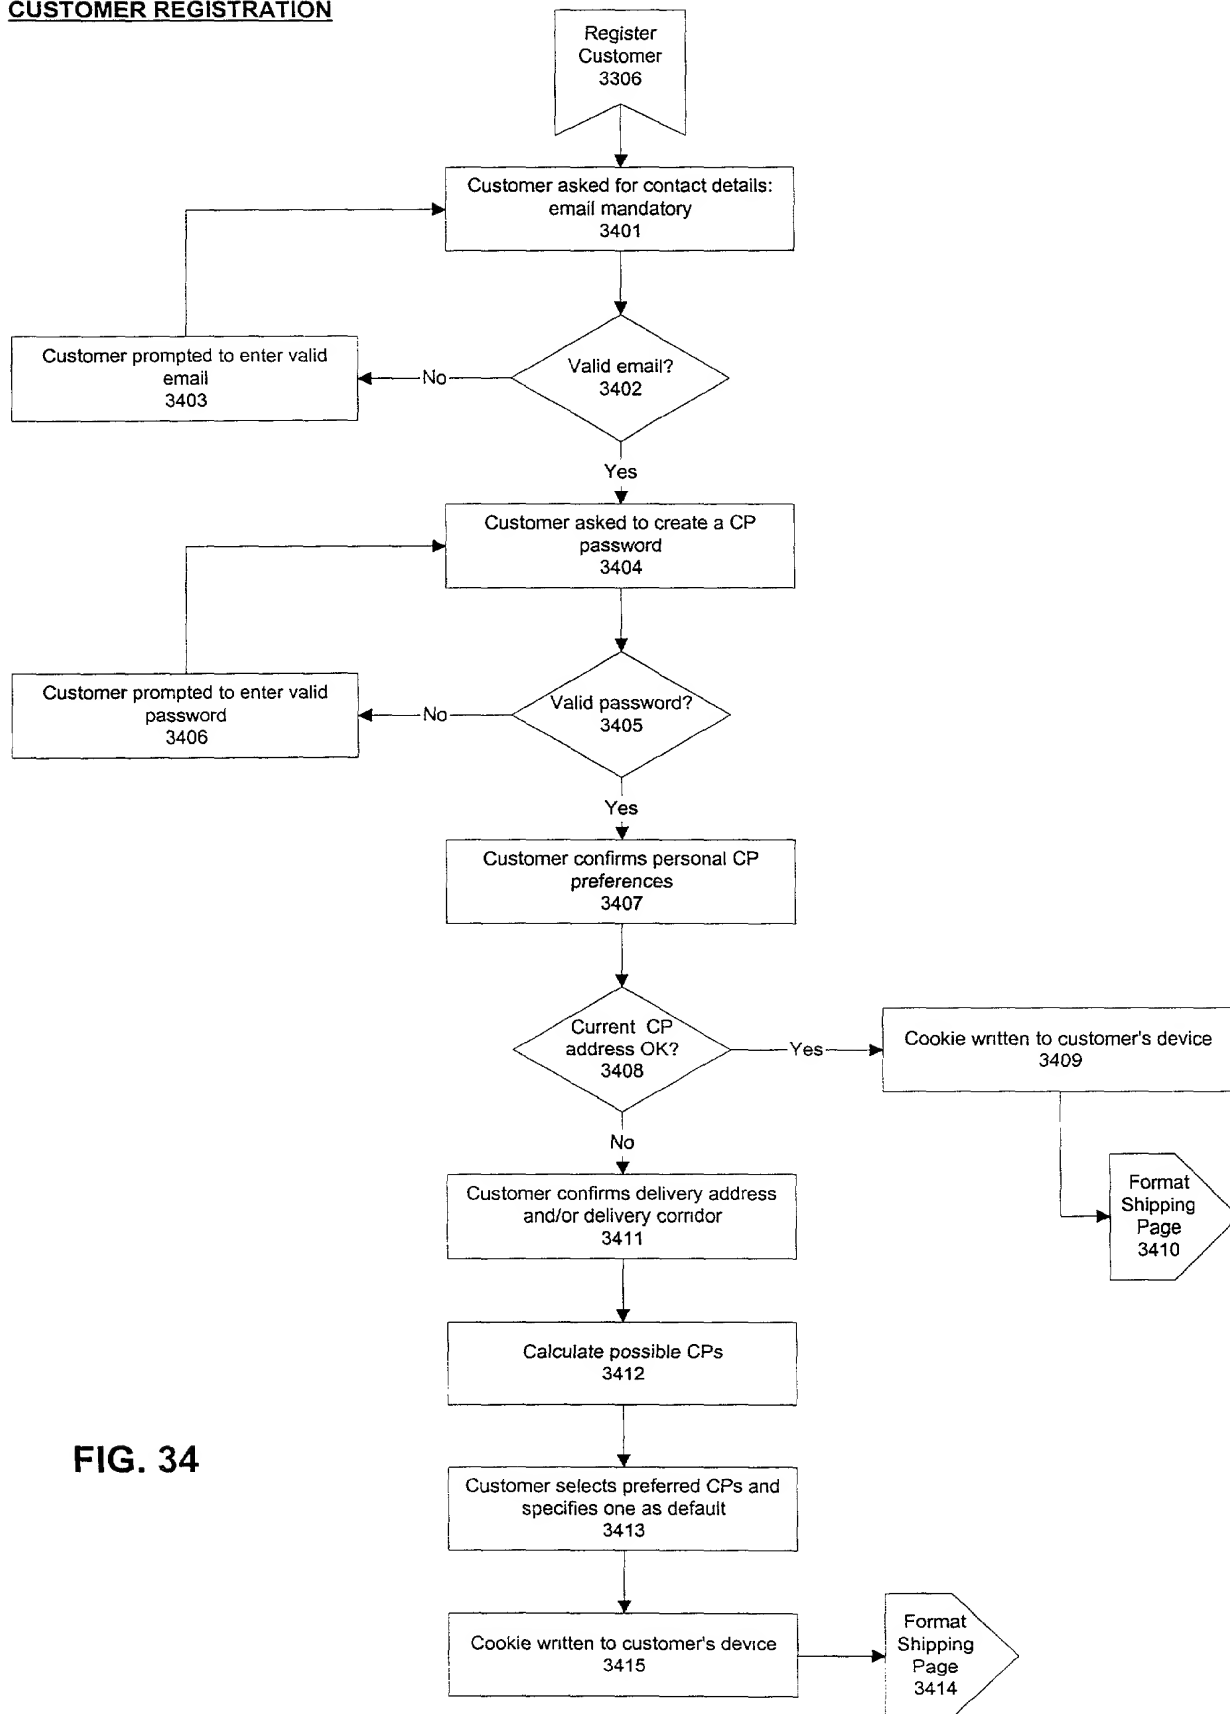 CUSTOMER REGISTRATION
Register
Customer
3306
Customer asked for contact details:
email mandatory
3401
Valid email?
3402
No
Customer prompted to enter valid
email
3403
Yes
Customer asked to create a CP
password
3404
Valid password?
3405
No
Customer prompted to enter valid
password
3406
Yes
Customer confirms personal CP
preferences
3407
Current CP
address OK?
3408
Yes
Cookie written to customer's device
3409
Format
Shipping
Page
3410
No
Customer confirms delivery address
and/or delivery corridor
3411
Calculate possible CPs
3412
Customer selects preferred CPs and
specifies one as default
3413
Cookie written to customer's device
3415
Format
Shipping
Page
3414
FIG. 34